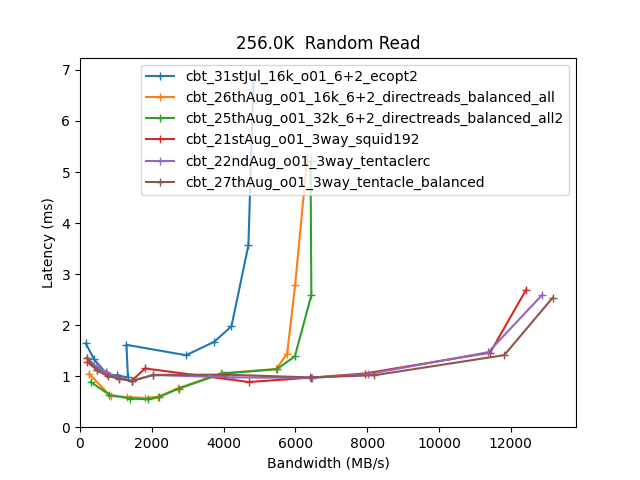 256.0K  Random Read
7
6
5
4
3
2
1
0
Latency (ms)
cbt_31stJul_16k_o01_6+2_ecopt2
cbt_26thAug_o01_16k_6+2_directreads_balanced_all
cbt_25thAug_o01_32k_6+2_directreads_balanced_all2
cbt_21stAug_o01_3way_squid192
cbt_22ndAug_o01_3way_tentaclerc
cbt_27thAug_o01_3way_tentacle_balanced
0 2000 4000 6000 8000 10000 12000
Bandwidth (MB/s)